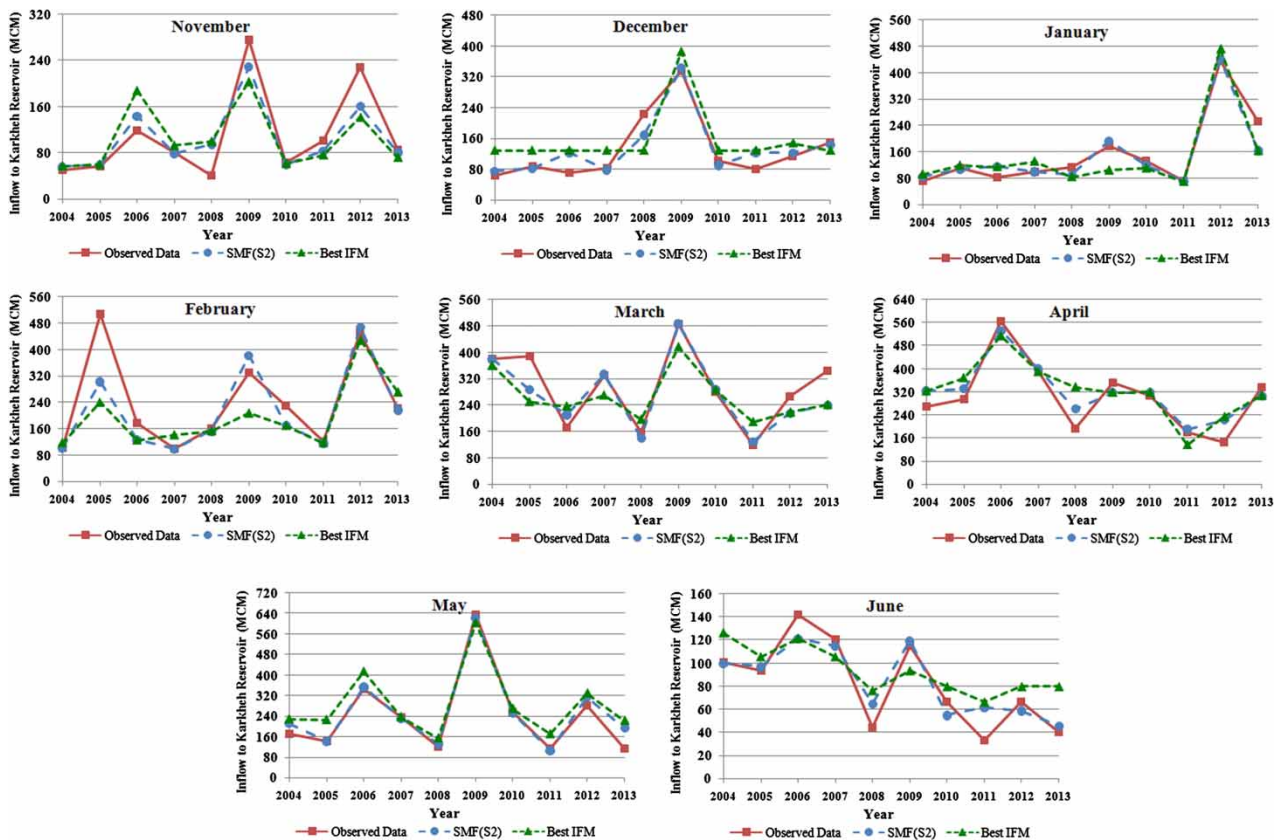 November
Inflow to Karkheh Reservoir (MCM)
320
240
160
80
0
2004 2005 2006 2007 2008 2009 2010 2011 2012 2013
Year
Observed Data SMF(S2) Best IFM
December
Inflow to Karkheh Reservoir (MCM)
480
400
320
240
160
80
0
2004 2005 2006 2007 2008 2009 2010 2011 2012 2013
Year
Observed Data SMF(S2) Best IFM
January
Inflow to Karkheh Reservoir (MCM)
560
480
400
320
240
160
80
0
2004 2005 2006 2007 2008 2009 2010 2011 2012 2013
Year
Observed Data SMF(S2) Best IFM
February
Inflow to Karkheh Reservoir (MCM)
560
480
400
320
240
160
80
0
2004 2005 2006 2007 2008 2009 2010 2011 2012 2013
Year
Observed Data SMF(S2) Best IFM
March
Inflow to Karkheh Reservoir (MCM)
560
480
400
320
240
160
80
0
2004 2005 2006 2007 2008 2009 2010 2011 2012 2013
Year
Observed Data SMF(S2) Best IFM
April
Inflow to Karkheh Reservoir (MCM)
640
560
480
400
320
240
160
80
0
2004 2005 2006 2007 2008 2009 2010 2011 2012 2013
Year
Observed Data SMF(S2) Best IFM
May
Inflow to Karkheh Reservoir (MCM)
720
640
560
480
400
320
240
160
80
0
2004 2005 2006 2007 2008 2009 2010 2011 2012 2013
Year
Observed Data SMF(S2) Best IFM
June
Inflow to Karkheh Reservoir (MCM)
160
140
120
100
80
60
40
20
0
2004 2005 2006 2007 2008 2009 2010 2011 2012 2013
Year
Observed Data SMF(S2) Best IFM